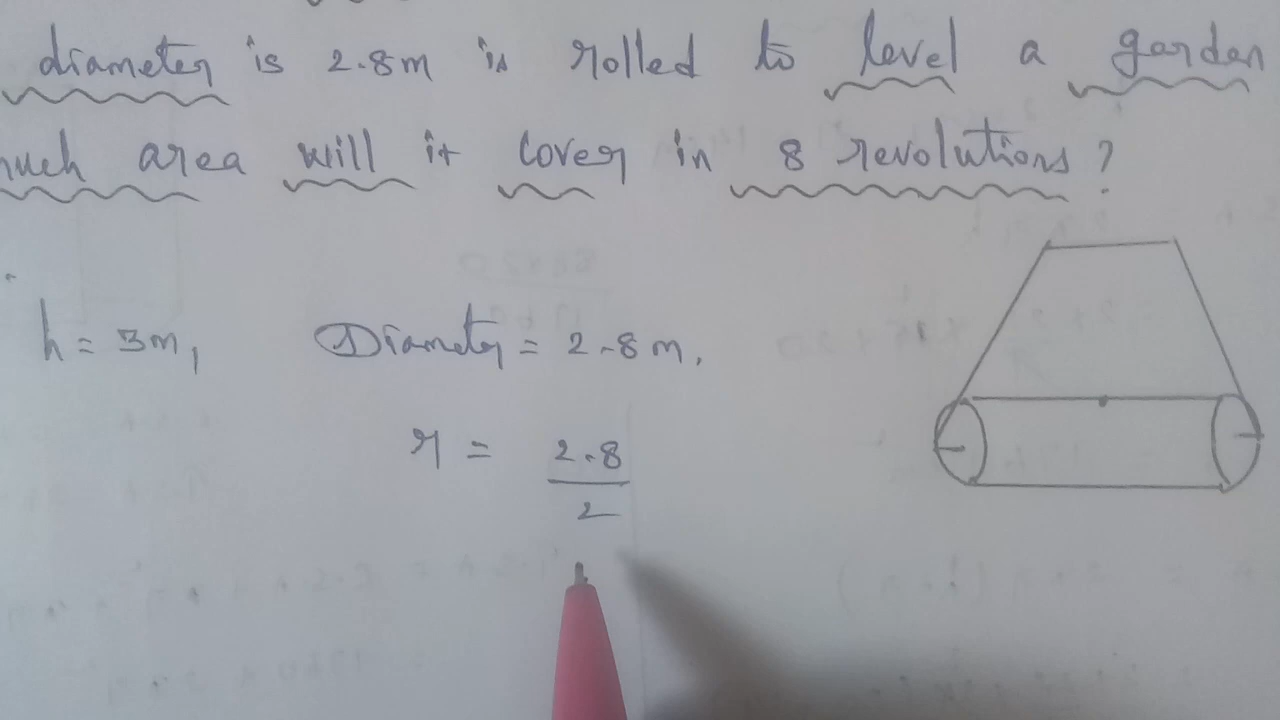 diameter is 2.8m is rolled to level a garden
much area will it cover in 8 revolutions?
h = 3m, Diameter = 2.8m.
r = 2.8/2